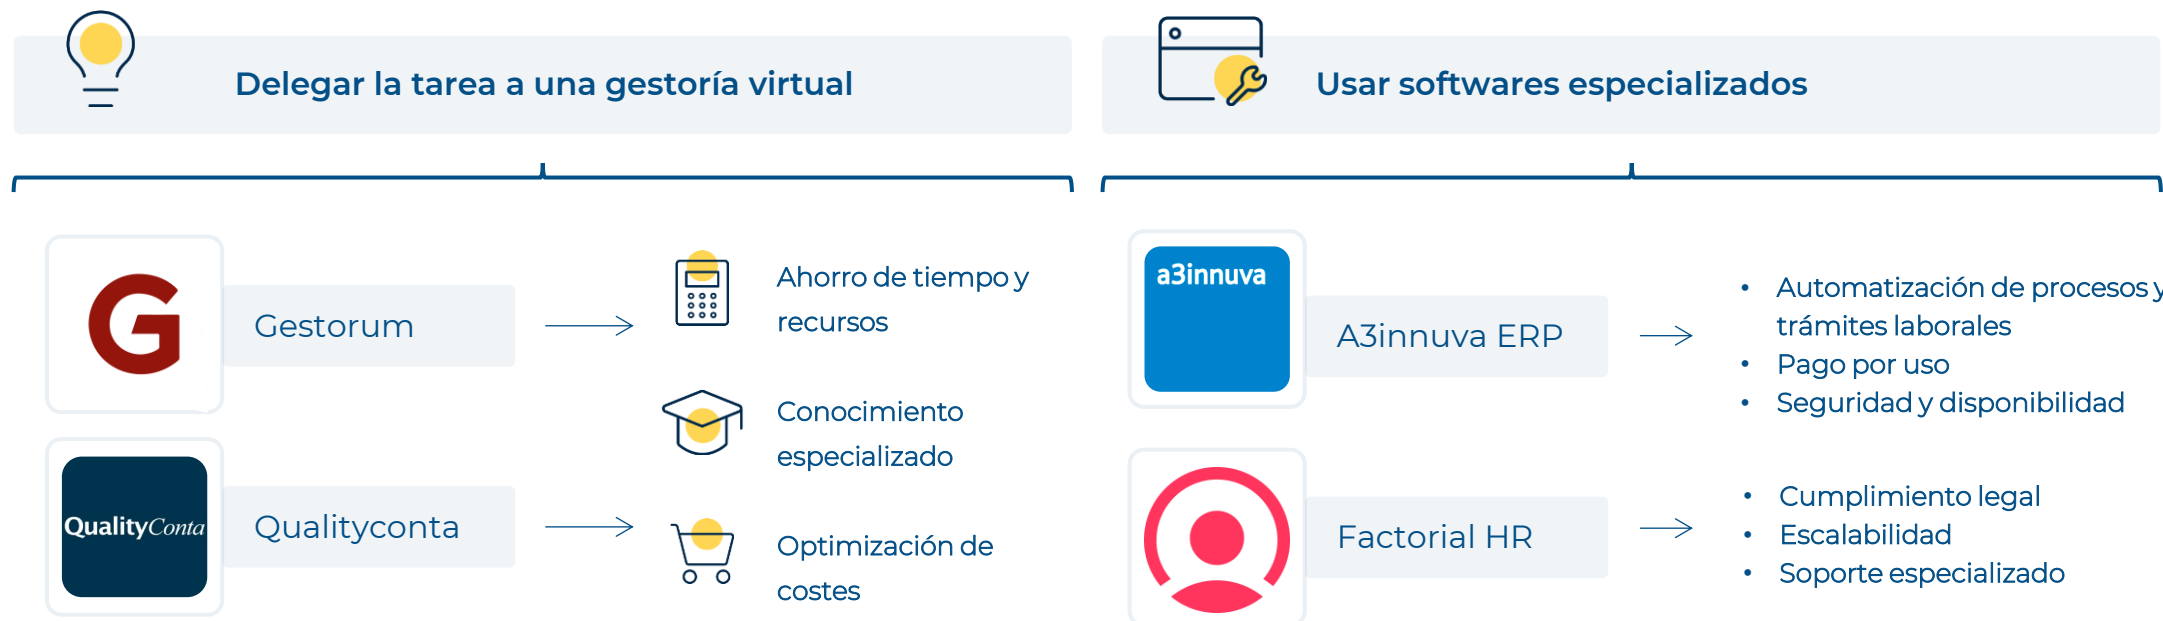 Delegar la tarea a una gestoría virtual
Gestorum
QualityConta
Qualityconta
Ahorro de tiempo y
recursos
Conocimiento
especializado
Optimización de
costes
Usar softwares especializados
a3innuva
A3innuva ERP
• Automatización de procesos y
trámites laborales
• Pago por uso
• Seguridad y disponibilidad
Factorial HR
• Cumplimiento legal
• Escalabilidad
• Soporte especializado